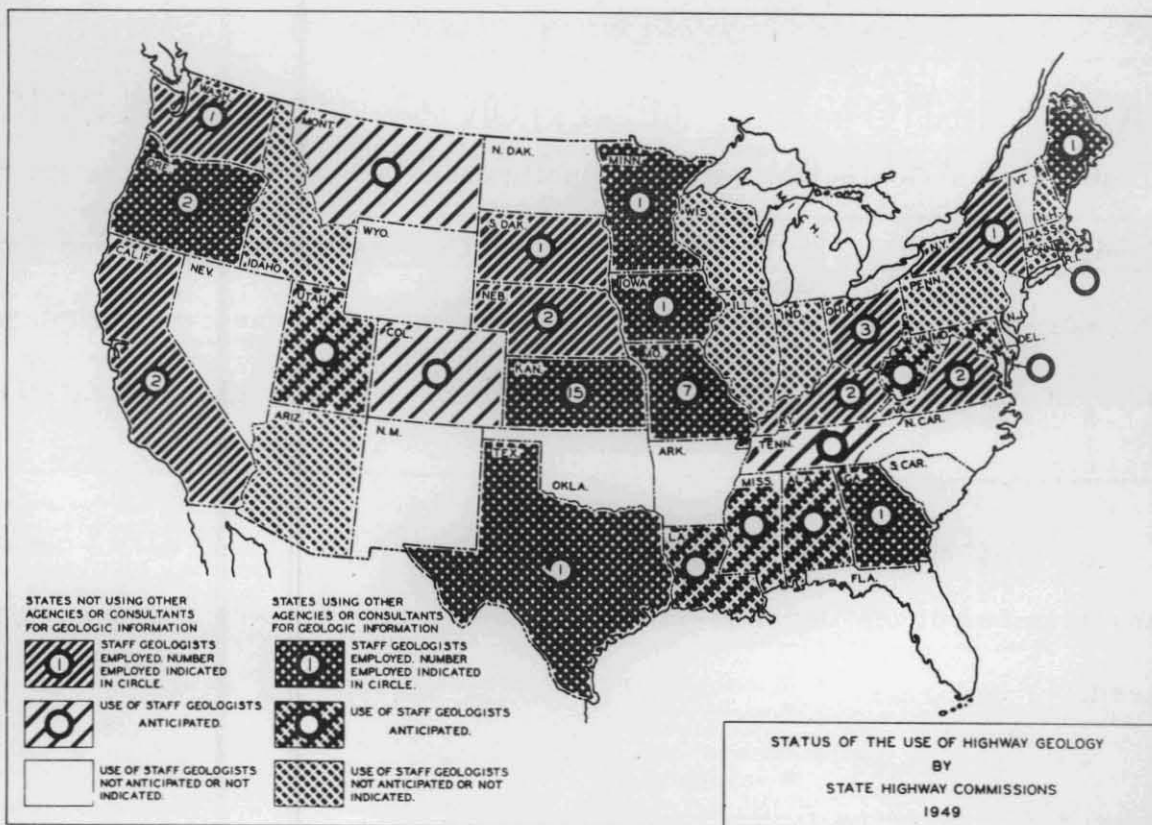 WASH.
1
MONT.
N. DAK.
MINN.
1
1
ORE.
2
IDAHO
WYO.
S. DAK.
1
WIS.
VT.
N.H.
N.Y.
1
MASS.
CONN.
R.I.
CALIF.
2
NEV.
UTAH
COL.
NEB.
2
IOWA
1
ILL.
IND.
OHIO
3
PENN.
N.J.
MD.
DEL.
KAN.
15
MO.
7
2
VA.
2
ARIZ.
N.M.
OKLA.
ARK.
TENN.
N. CAR.
S. CAR.
TEX.
1
LA.
MISS.
ALA.
GA.
1
FLA.
STATES NOT USING OTHER
AGENCIES OR CONSULTANTS
FOR GEOLOGIC INFORMATION
1
STAFF GEOLOGISTS
EMPLOYED. NUMBER
EMPLOYED INDICATED
IN CIRCLE.
USE OF STAFF GEOLOGISTS
ANTICIPATED.
USE OF STAFF GEOLOGISTS
NOT ANTICIPATED OR NOT
INDICATED.
STATES USING OTHER
AGENCIES OR CONSULTANTS
FOR GEOLOGIC INFORMATION
1
STAFF GEOLOGISTS
EMPLOYED. NUMBER
EMPLOYED INDICATED
IN CIRCLE.
USE OF STAFF GEOLOGISTS
ANTICIPATED.
USE OF STAFF GEOLOGISTS
NOT ANTICIPATED OR NOT
INDICATED.
STATUS OF THE USE OF HIGHWAY GEOLOGY
BY
STATE HIGHWAY COMMISSIONS
1949